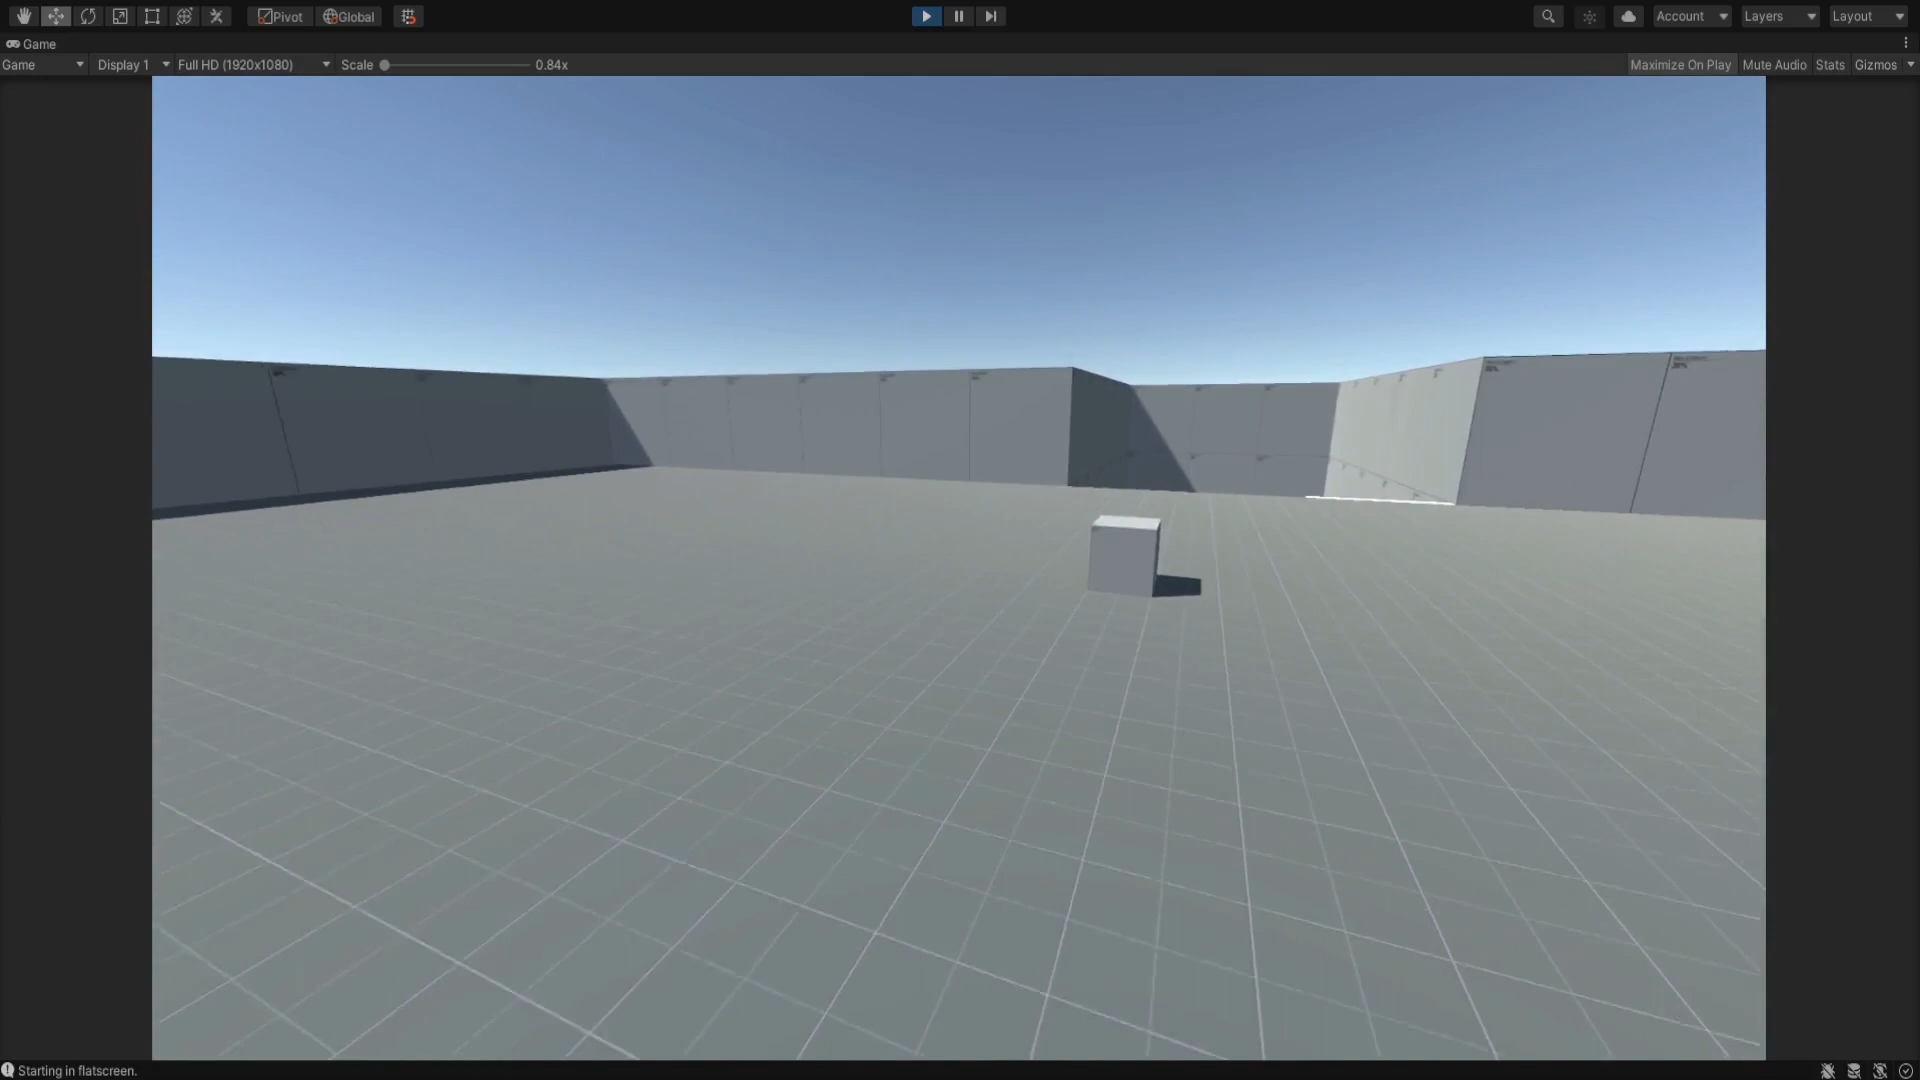 Pivot Global Account Layers Layout
Game
Game Display 1 Full HD (1920x1080) Scale 0.84x Maximize On Play Mute Audio Stats Gizmos
Starting in flatscreen.